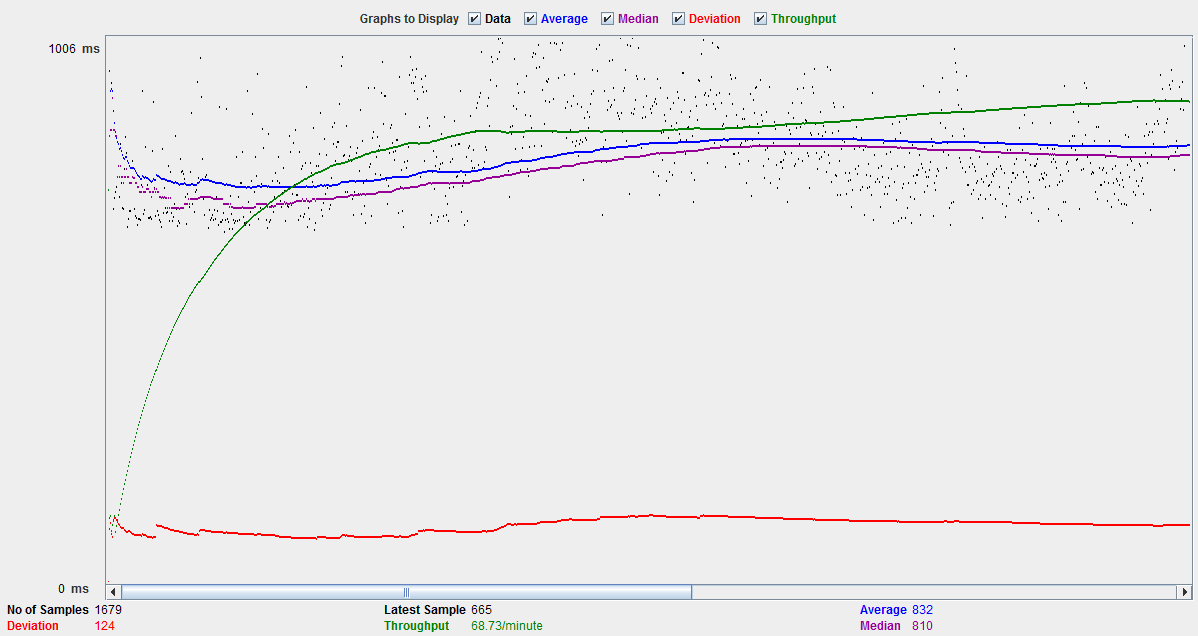 Graphs to Display Data Average Median Deviation Throughput
1006 ms
0 ms
No of Samples 1679 Latest Sample 665 Average 832
Deviation 124 Throughput 68.73/minute Median 810